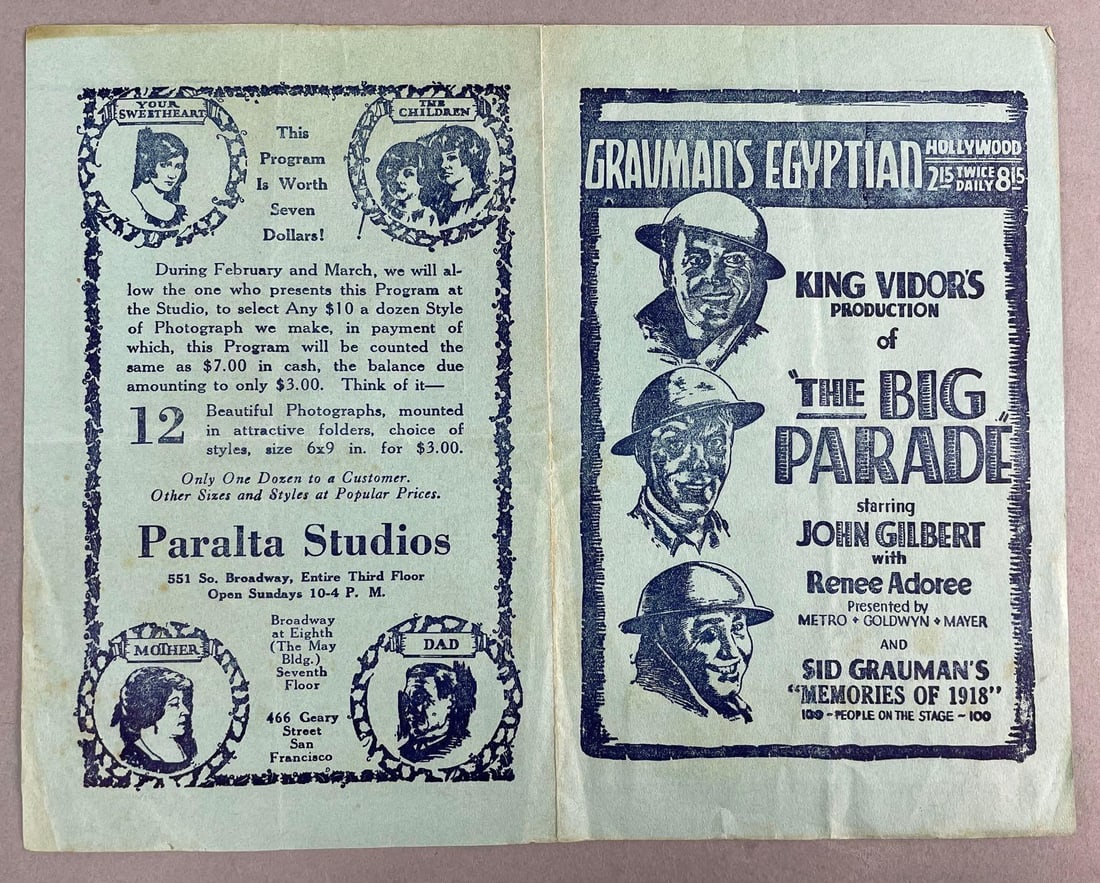 YOUR
SWEETHEART
THE
CHILDREN
This
Program
Is Worth
Seven
Dollars!
During February and March, we will al-
low the one who presents this Program at
the Studio, to select Any $10 a dozen Style
of Photograph we make, in payment of
which, this Program will be counted the
same as $7.00 in cash, the balance due
amounting to only $3.00. Think of it—
12 Beautiful Photographs, mounted
in attractive folders, choice of
styles, size 6x9 in. for $3.00.
Only One Dozen to a Customer.
Other Sizes and Styles at Popular Prices.
Paralta Studios
551 So. Broadway, Entire Third Floor
Open Sundays 10-4 P. M.
MOTHER
DAD
Broadway
at Eighth
(The May
Bldg.)
Seventh
Floor
466 Geary
Street
San
Francisco
GRAUMAN'S EGYPTIAN HOLLYWOOD
2:15 TWICE DAILY 8:15
KING VIDOR'S
PRODUCTION
of
"THE BIG
PARADE"
starring
JOHN GILBERT
with
Renee Adoree
Presented by
METRO • GOLDWYN • MAYER
AND
SID GRAUMAN'S
"MEMORIES OF 1918"
100 - PEOPLE ON THE STAGE - 100